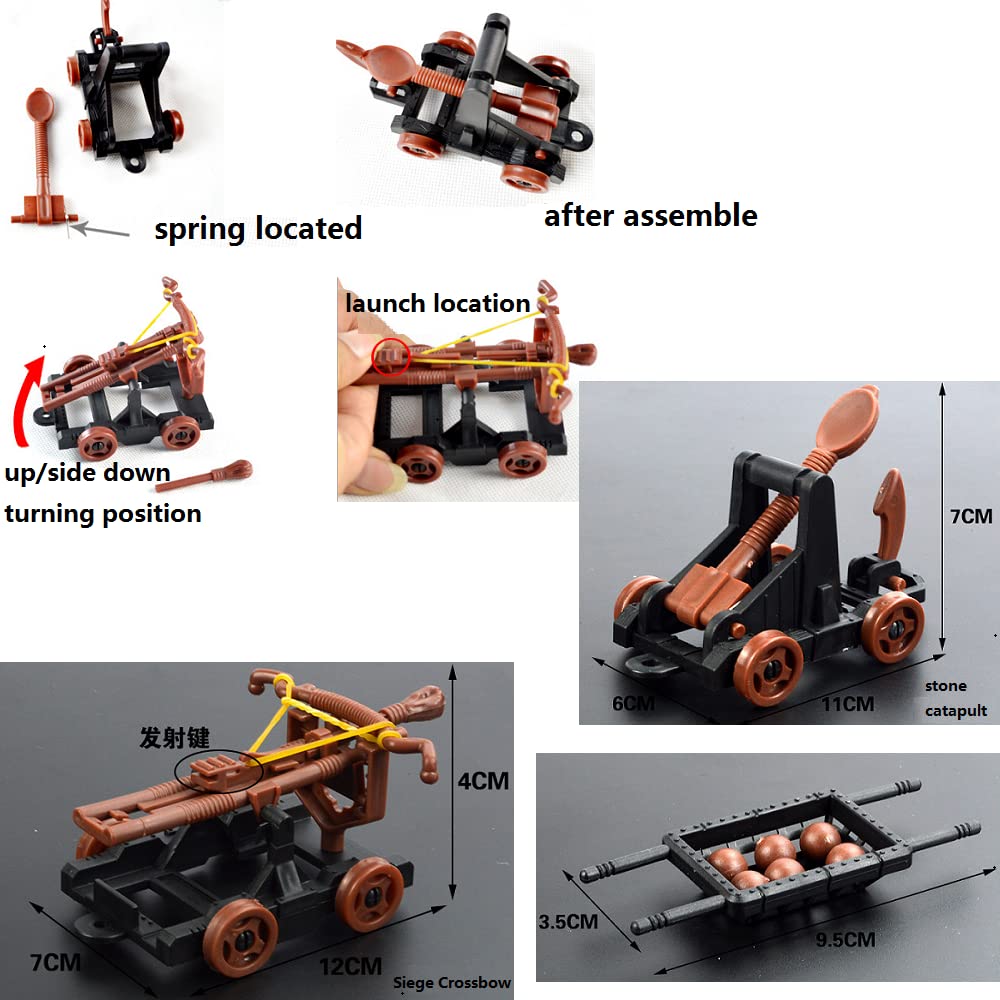 spring located
after assemble
launch location
up/side down
turning position
7CM
6CM
11CM
stone
catapult
发射键
4CM
7CM
12CM
Siege Crossbow
3.5CM
9.5CM